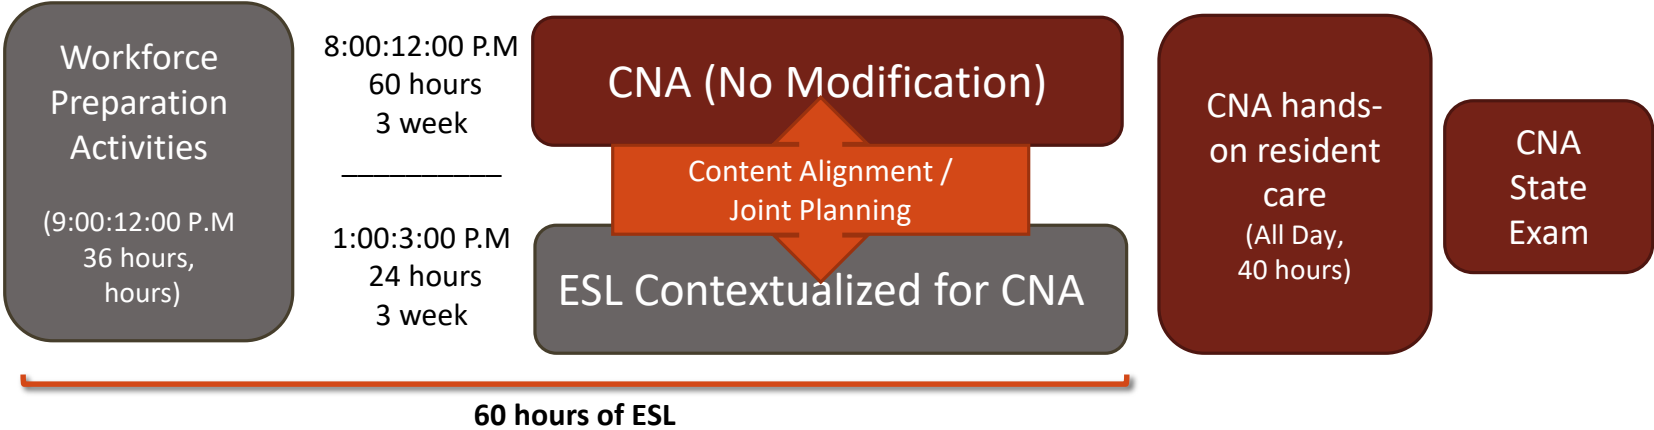 Workforce
Preparation
Activities
(9:00:12:00 P.M
36 hours,
hours)
8:00:12:00 P.M
60 hours
3 week
__________
1:00:3:00 P.M
24 hours
3 week
CNA (No Modification)
Content Alignment /
Joint Planning
ESL Contextualized for CNA
CNA hands-
on resident
care
(All Day,
40 hours)
CNA
State
Exam
60 hours of ESL